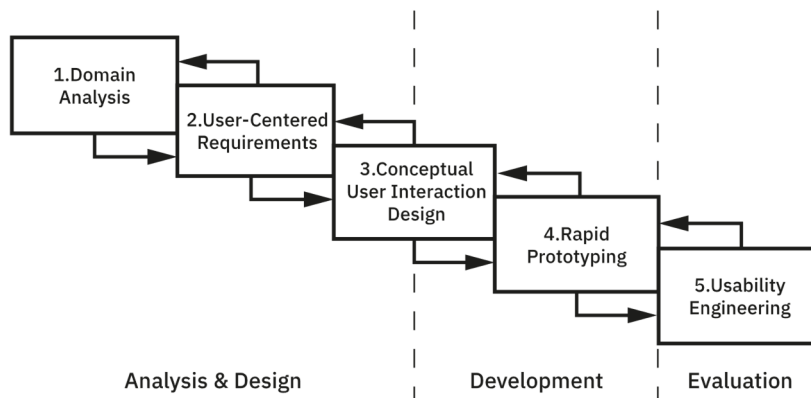 1.Domain
Analysis
2.User-Centered
Requirements
3.Conceptual
User Interaction
Design
4.Rapid
Prototyping
5.Usability
Engineering
Analysis & Design
Development
Evaluation